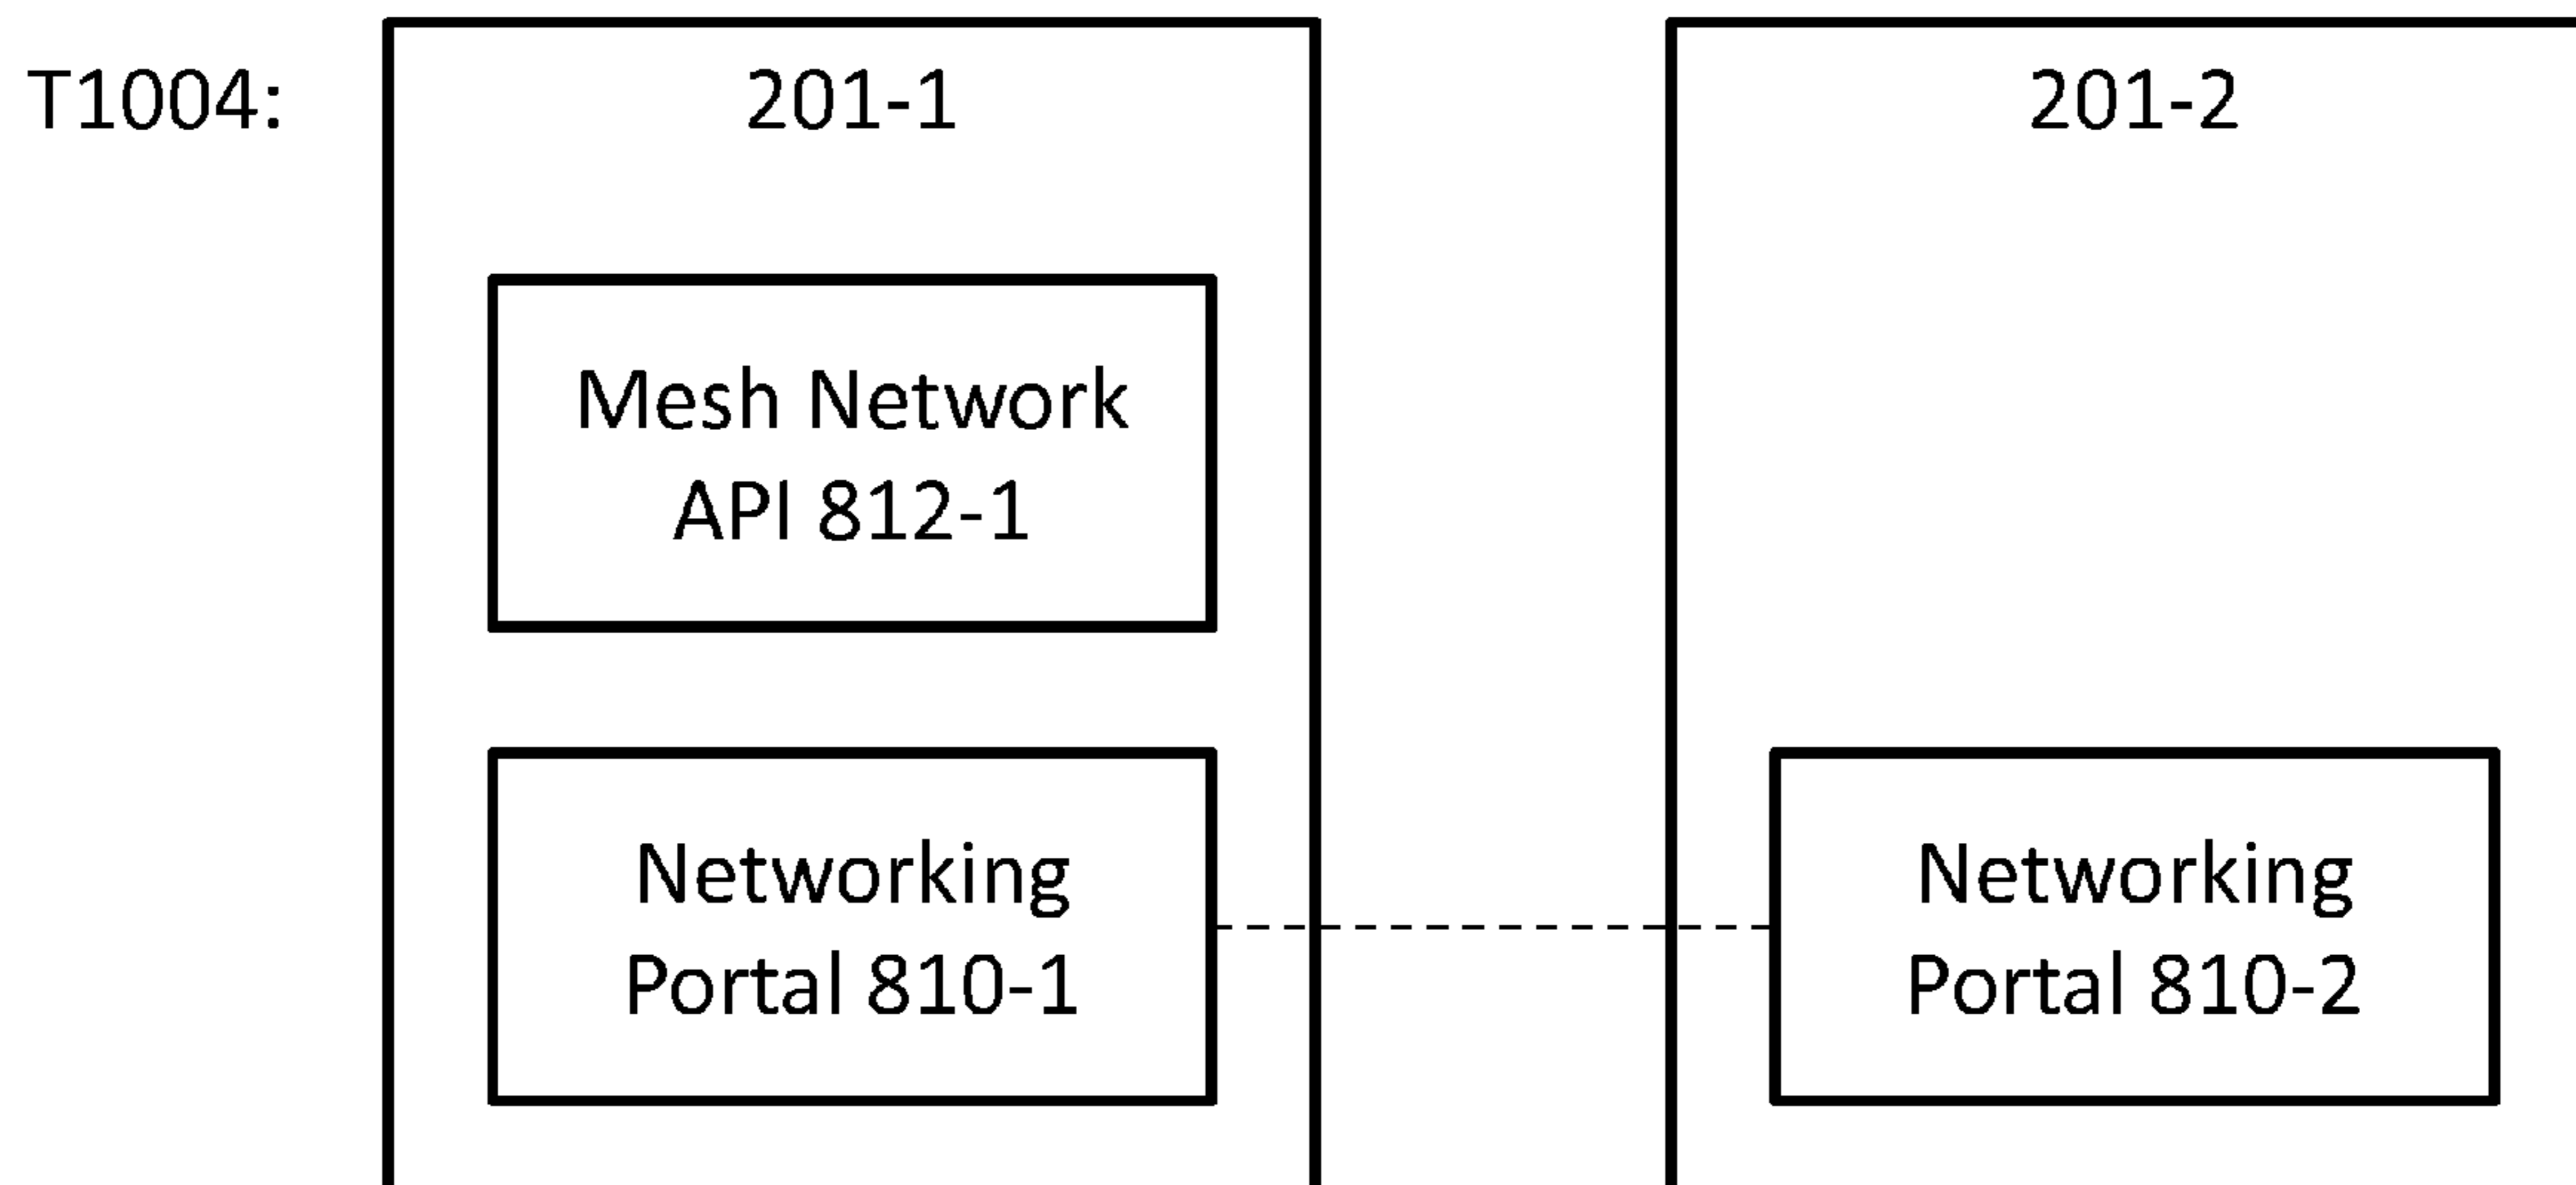 T1004:
201-1
201-2
Mesh Network
API 812-1
Networking
Portal 810-1
Networking
Portal 810-2